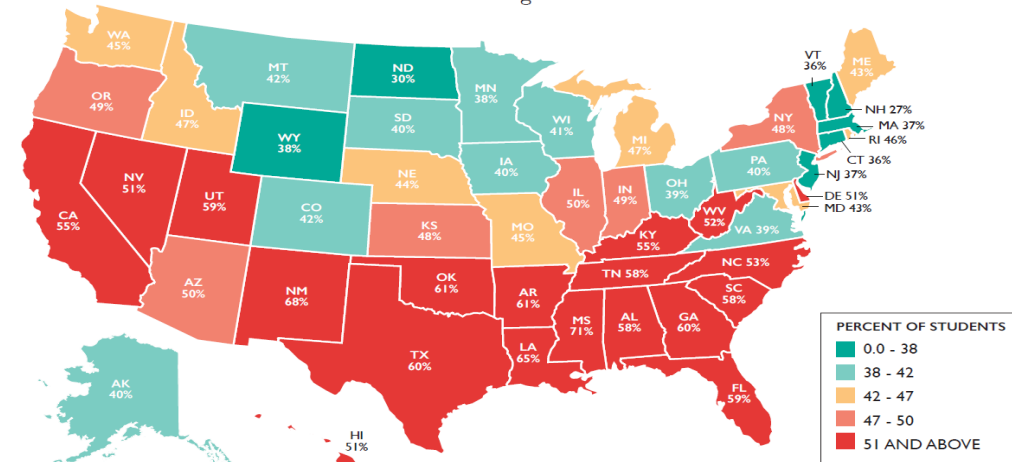 g
WA
45%
MT
42%
ND
30%
MN
38%
VT
36%
ME
43%
OR
49%
ID
47%
WY
38%
SD
40%
WI
41%
MI
47%
NY
48%
NH 27%
MA 37%
RI 46%
CT 36%
NJ 37%
DE 51%
MD 43%
NV
51%
UT
59%
CO
42%
NE
44%
IA
40%
IL
50%
IN
49%
OH
39%
PA
40%
WV
52%
VA 39%
CA
55%
AZ
50%
NM
68%
KS
48%
MO
45%
KY
55%
OK
61%
AR
61%
TN 58%
NC 53%
SC
58%
TX
60%
LA
65%
MS
71%
AL
58%
GA
60%
FL
59%
AK
40%
HI
51%
PERCENT OF STUDENTS
0.0 - 38
38 - 42
42 - 47
47 - 50
51 AND ABOVE